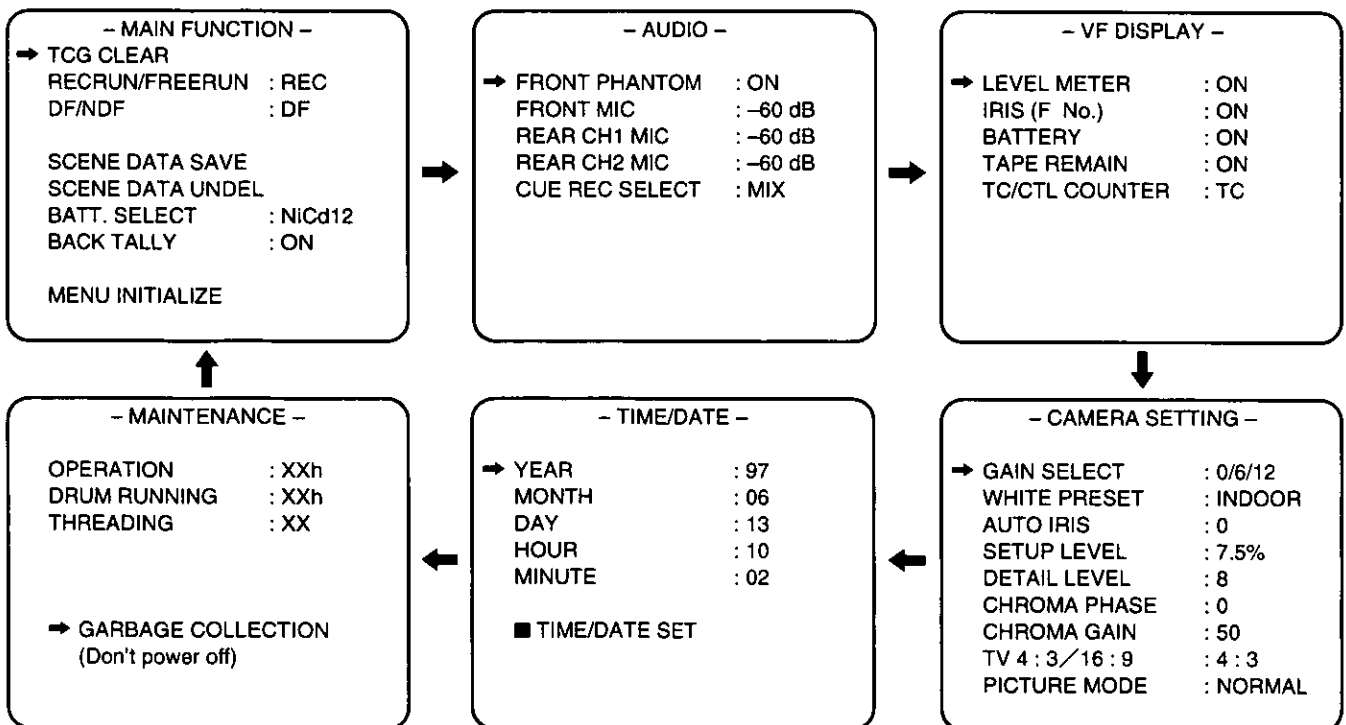 – MAIN FUNCTION –
➡ TCG CLEAR
RECRUN/FREERUN : REC
DF/NDF : DF
SCENE DATA SAVE
SCENE DATA UNDEL
BATT. SELECT : NiCd12
BACK TALLY : ON
MENU INITIALIZE
– AUDIO –
➡ FRONT PHANTOM : ON
FRONT MIC : –60 dB
REAR CH1 MIC : –60 dB
REAR CH2 MIC : –60 dB
CUE REC SELECT : MIX
– VF DISPLAY –
➡ LEVEL METER : ON
IRIS (F No.) : ON
BATTERY : ON
TAPE REMAIN : ON
TC/CTL COUNTER : TC
– CAMERA SETTING –
➡ GAIN SELECT : 0/6/12
WHITE PRESET : INDOOR
AUTO IRIS : 0
SETUP LEVEL : 7.5%
DETAIL LEVEL : 8
CHROMA PHASE : 0
CHROMA GAIN : 50
TV 4 : 3／16 : 9 : 4 : 3
PICTURE MODE : NORMAL
– TIME/DATE –
➡ YEAR : 97
MONTH : 06
DAY : 13
HOUR : 10
MINUTE : 02
■ TIME/DATE SET
– MAINTENANCE –
OPERATION : XXh
DRUM RUNNING : XXh
THREADING : XX
➡ GARBAGE COLLECTION
(Don't power off)